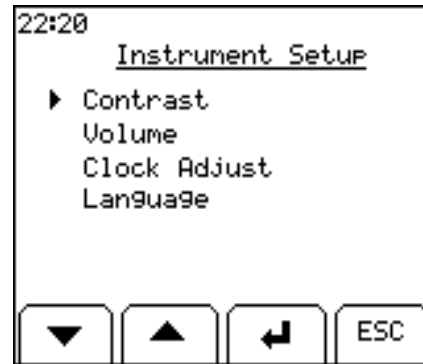 22:20
Instrument Setup
Contrast
Volume
Clock Adjust
Language
ESC